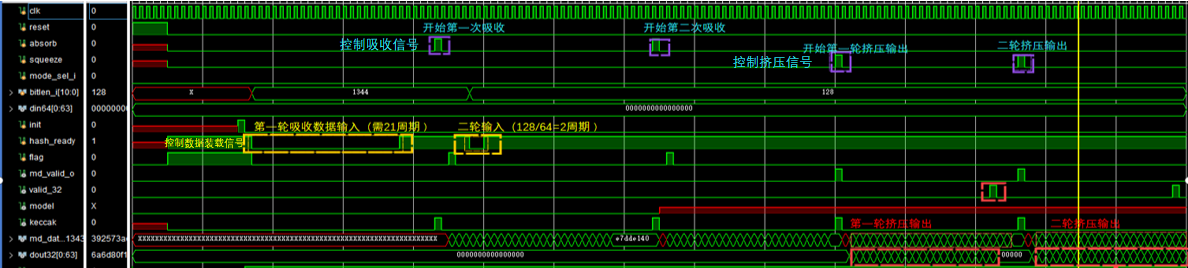 clk 0
reset 0
开始第一次吸收 开始第二次吸收
absorb 0
控制吸收信号 开始第一轮挤压输出 二轮挤压输出
squeeze 0
控制挤压信号
mode_sel_i 0
bitlen_i[10:0] 128 X 1344 128
din64[0:63] 00000000 0000000000000000
init 0
第一轮吸收数据输入（需21周期） 二轮输入（128/64=2周期）
hash_ready 1
控制数据装载信号
flag 0
md_valid_o 0
valid_32 0
model X
keccak 0
第一轮挤压输出 二轮挤压输出
md_dat...1343 392573a XXXXXXXXXXXXXXXXXXXXXXXXXXXXXXXXXX e7dd4e140
dout32[0:63] 6a6d80f1 0000000000000000 00000